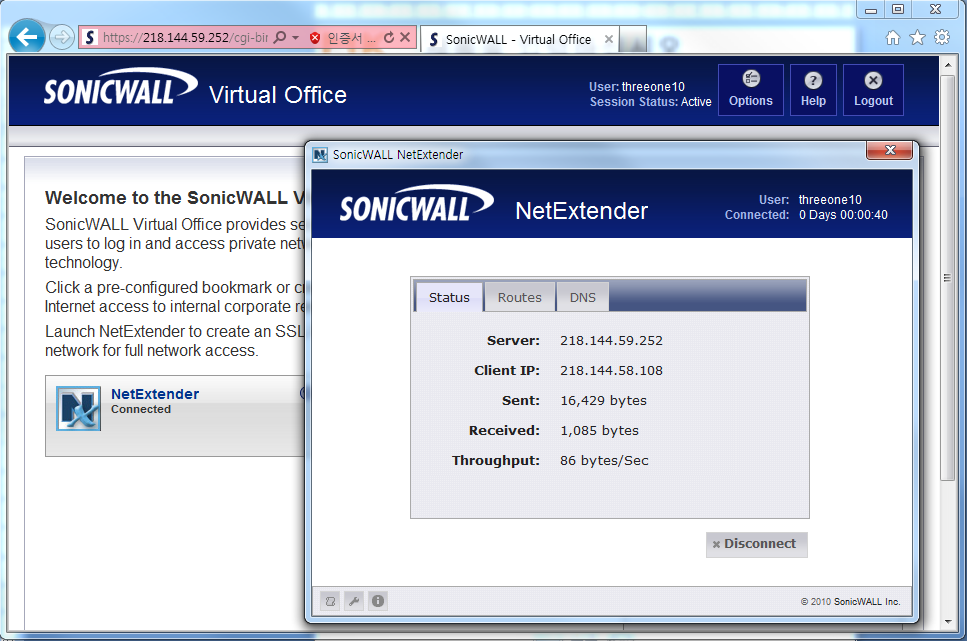 https://218.144.59.252/cgi-bir
인증서 ...
SonicWALL - Virtual Office
SONICWALL Virtual Office
User: threeone10
Session Status: Active
Options
Help
Logout
Welcome to the SonicWALL V
SonicWALL Virtual Office provides se
users to log in and access private netw
technology.
Click a pre-configured bookmark or cr
Internet access to internal corporate re
Launch NetExtender to create an SSL
network for full network access.
NetExtender
Connected
SonicWALL NetExtender
SONICWALL NetExtender
User: threeone10
Connected: 0 Days 00:00:40
Status
Routes
DNS
Server: 218.144.59.252
Client IP: 218.144.58.108
Sent: 16,429 bytes
Received: 1,085 bytes
Throughput: 86 bytes/Sec
× Disconnect
© 2010 SonicWALL Inc.